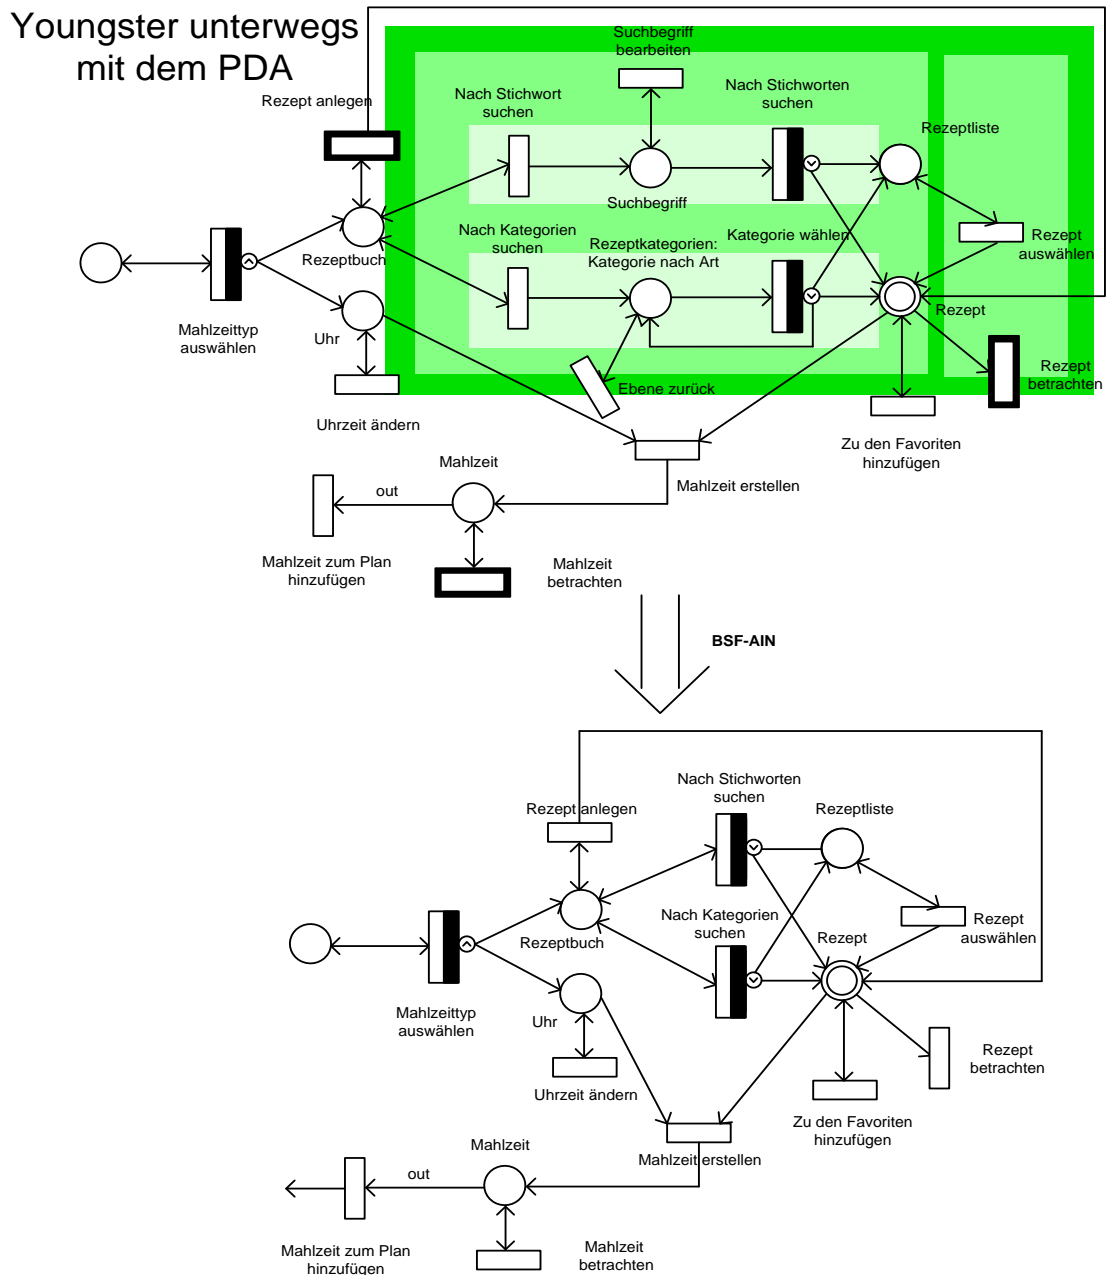 Youngster unterwegs
mit dem PDA
Suchbegriff
bearbeiten
Rezept anlegen
Nach Stichwort
suchen
Nach Stichworten
suchen
Rezeptliste
Suchbegriff
Nach Kategorien
suchen
Rezeptkategorien:
Kategorie nach Art
Kategorie wählen
Rezept
auswählen
Rezeptbuch
Mahlzeittyp
auswählen
Uhr
Rezept
Rezept
betrachten
Ebene zurück
Uhrzeit ändern
Zu den Favoriten
hinzufügen
Mahlzeit
out
Mahlzeit erstellen
Mahlzeit zum Plan
hinzufügen
Mahlzeit
betrachten
BSF-AIN
Nach Stichworten
suchen
Rezept anlegen
Rezeptliste
Nach Kategorien
suchen
Rezept
Rezept
auswählen
Rezeptbuch
Mahlzeittyp
auswählen
Uhr
Rezept
betrachten
Uhrzeit ändern
Zu den Favoriten
hinzufügen
Mahlzeit
Mahlzeit erstellen
out
Mahlzeit zum Plan
hinzufügen
Mahlzeit
betrachten